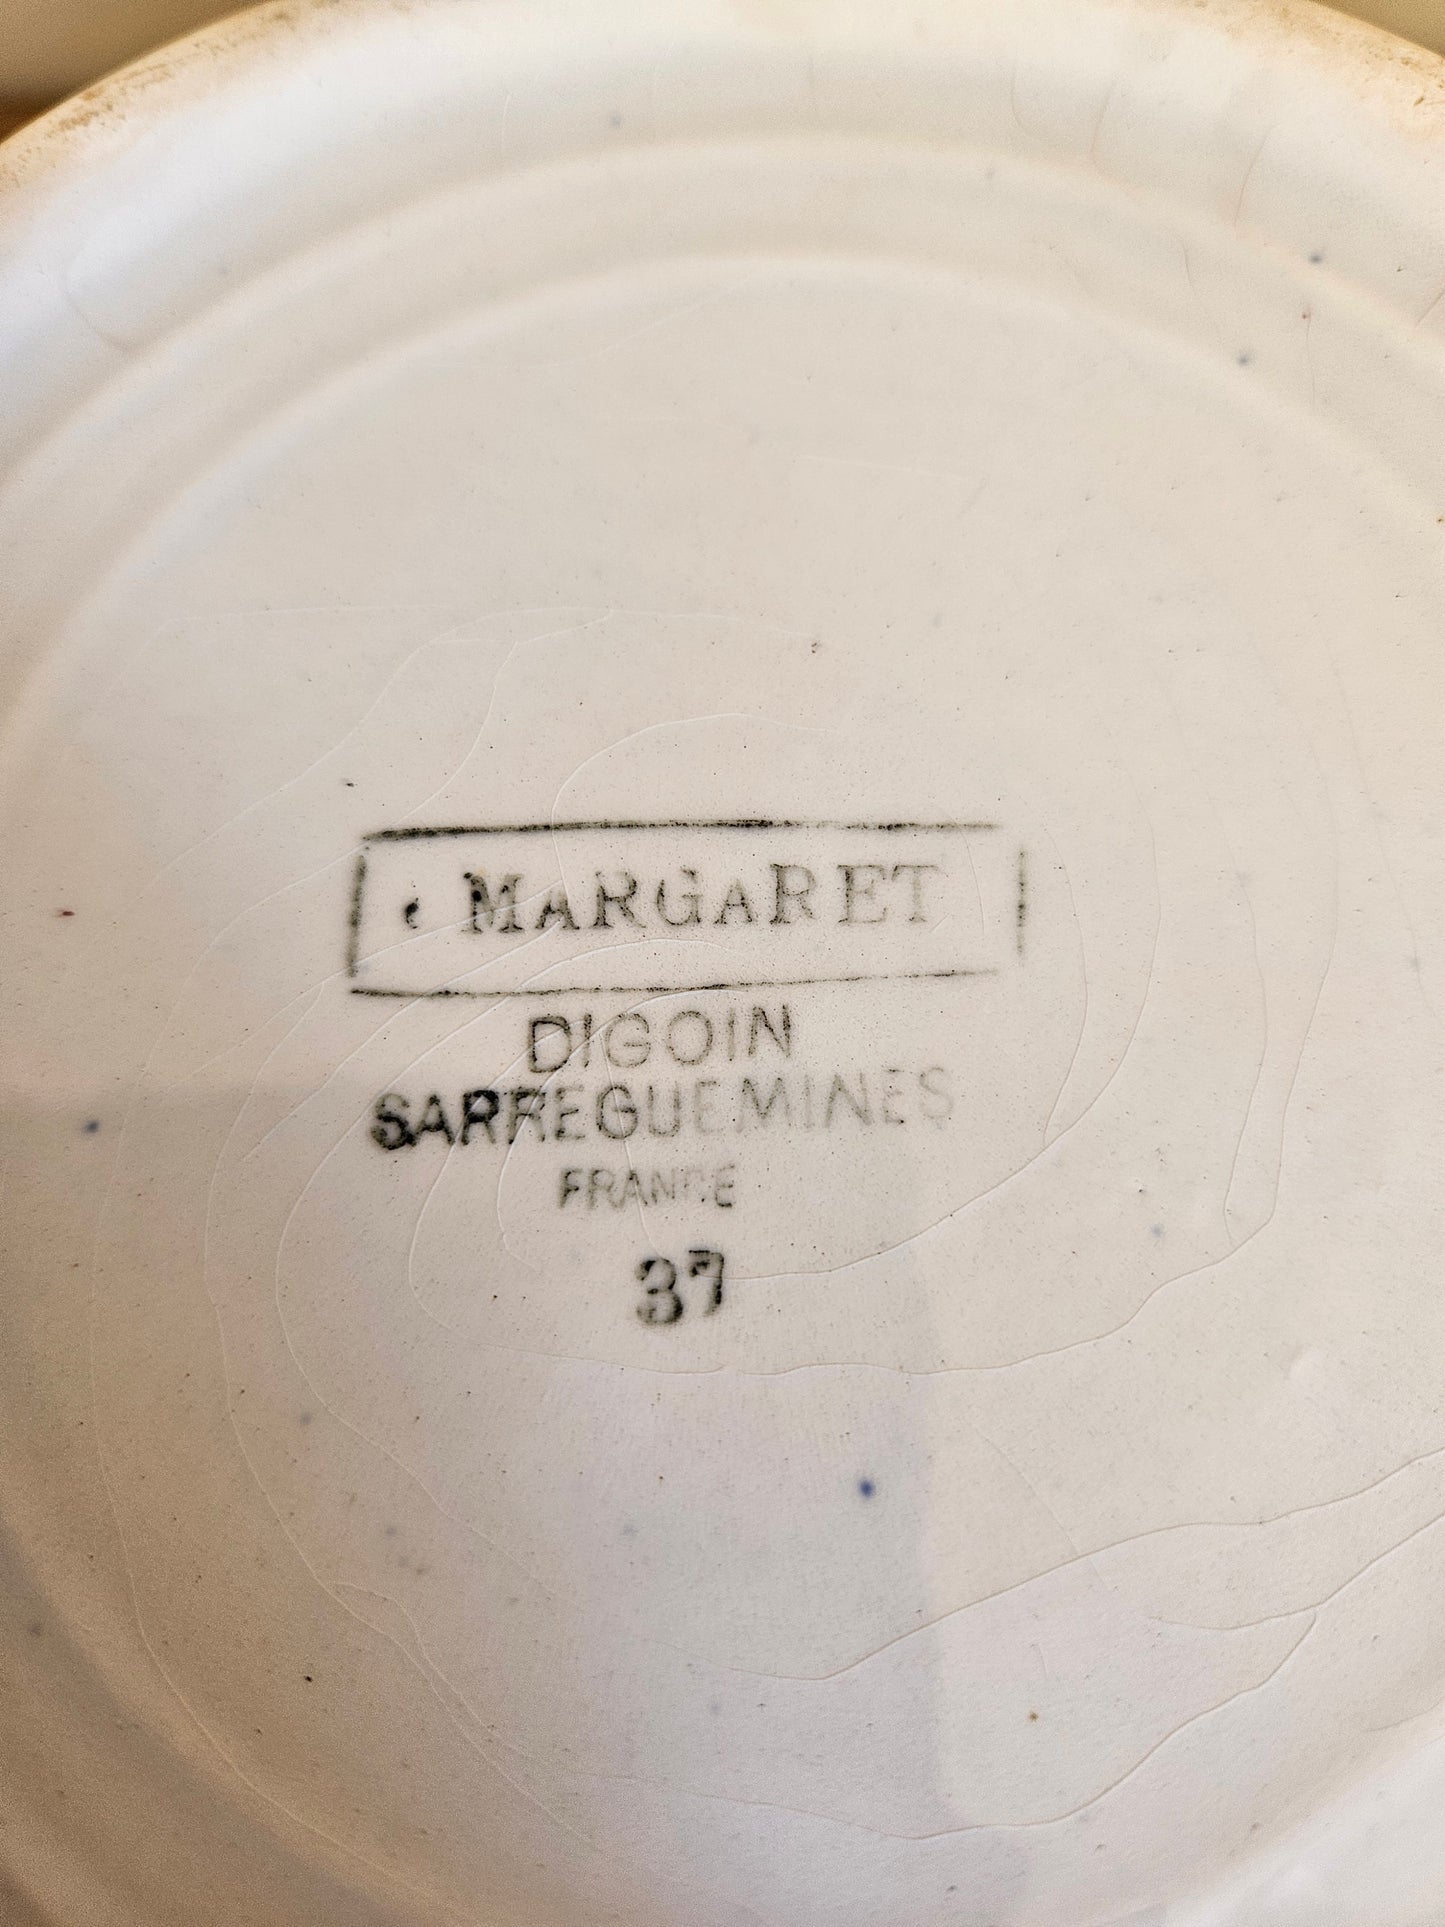 MARGARET
DIGOIN
SARREGUEMINES
FRANCE
37